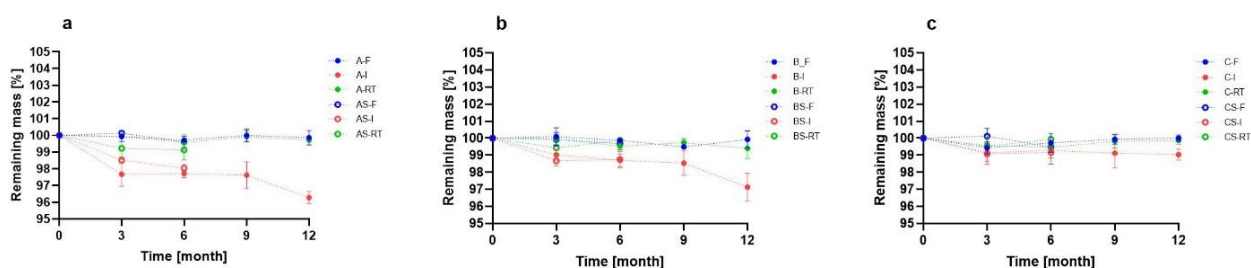 a
Remaining mass [%]
105
104
103
102
101
100
99
98
97
96
95
0
3
6
9
12
Time [month]
A-F
A-I
A-RT
AS-F
AS-I
AS-RT
b
Remaining mass [%]
105
104
103
102
101
100
99
98
97
96
95
0
3
6
9
12
Time [month]
B_F
B-I
B-RT
BS-F
BS-I
BS-RT
c
Remaining mass [%]
105
104
103
102
101
100
99
98
97
96
95
0
3
6
9
12
Time [month]
C-F
C-I
C-RT
CS-F
CS-I
CS-RT